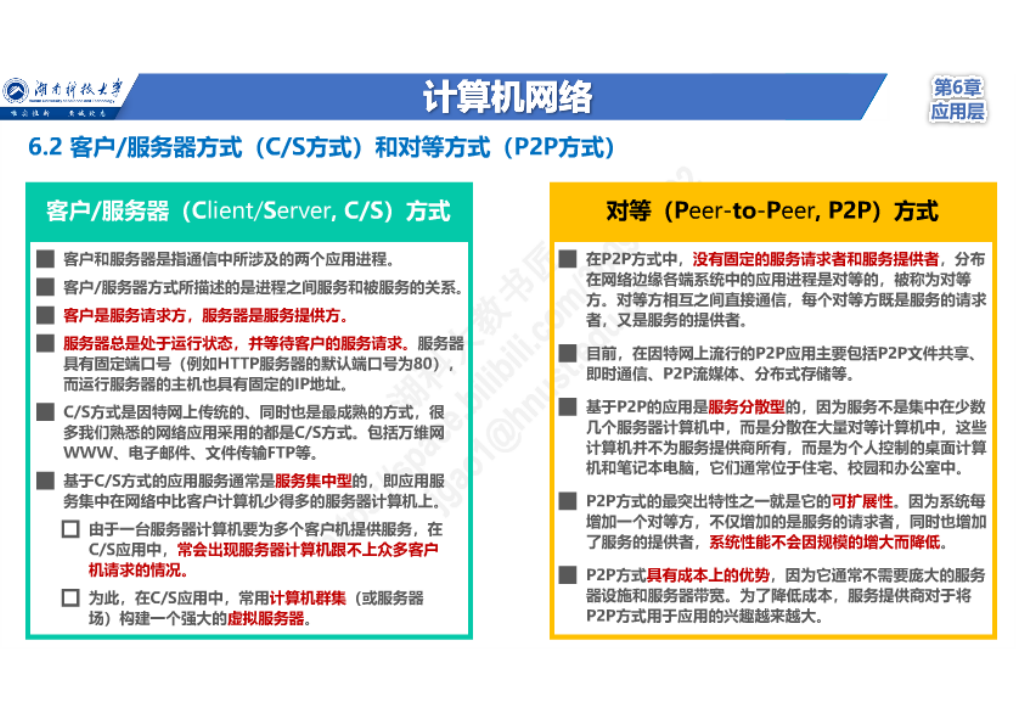 湖南科技大学
计算机网络
第6章
应用层
6.2 客户/服务器方式（C/S方式）和对等方式（P2P方式）
客户/服务器（Client/Server, C/S）方式
客户和服务器是指通信中所涉及的两个应用进程。
客户/服务器方式所描述的是进程之间服务和被服务的关系。
客户是服务请求方，服务器是服务提供方。
服务器总是处于运行状态，并等待客户的服务请求。服务器
具有固定端口号（例如HTTP服务器的默认端口号为80），
而运行服务器的主机也具有固定的IP地址。
C/S方式是因特网上传统的、同时也是最成熟的方式，很
多我们熟悉的网络应用采用的都是C/S方式。包括万维网
WWW、电子邮件、文件传输FTP等。
基于C/S方式的应用服务通常是服务集中型的，即应用服
务集中在网络中比客户计算机少得多的服务器计算机上。
由于一台服务器计算机要为多个客户机提供服务，在
C/S应用中，常会出现服务器计算机跟不上众多客户
机请求的情况。
为此，在C/S应用中，常用计算机群集（或服务器
场）构建一个强大的虚拟服务器。
对等（Peer-to-Peer, P2P）方式
在P2P方式中，没有固定的服务请求者和服务提供者，分布
在网络边缘各端系统中的应用进程是对等的，被称为对等
方。对等方相互之间直接通信，每个对等方既是服务的请求
者，又是服务的提供者。
目前，在因特网上流行的P2P应用主要包括P2P文件共享、
即时通信、P2P流媒体、分布式存储等。
基于P2P的应用是服务分散型的，因为服务不是集中在少数
几个服务器计算机中，而是分散在大量对等计算机中，这些
计算机并不为服务提供商所有，而是为个人控制的桌面计算
机和笔记本电脑，它们通常位于住宅、校园和办公室中。
P2P方式的最突出特性之一就是它的可扩展性。因为系统每
增加一个对等方，不仅增加的是服务的请求者，同时也增加
了服务的提供者，系统性能不会因规模的增大而降低。
P2P方式具有成本上的优势，因为它通常不需要庞大的服务
器设施和服务器带宽。为了降低成本，服务提供商对于将
P2P方式用于应用的兴趣越来越大。